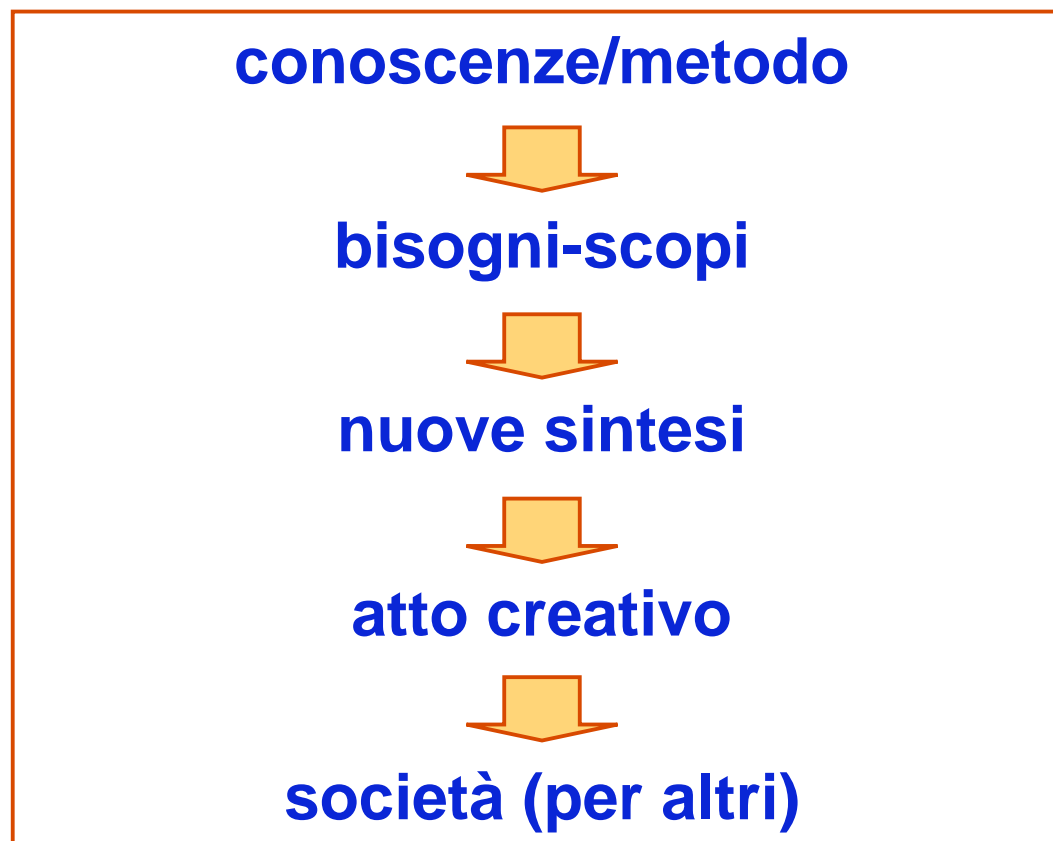 conoscenze/metodo
bisogni-scopi
nuove sintesi
atto creativo
società (per altri)